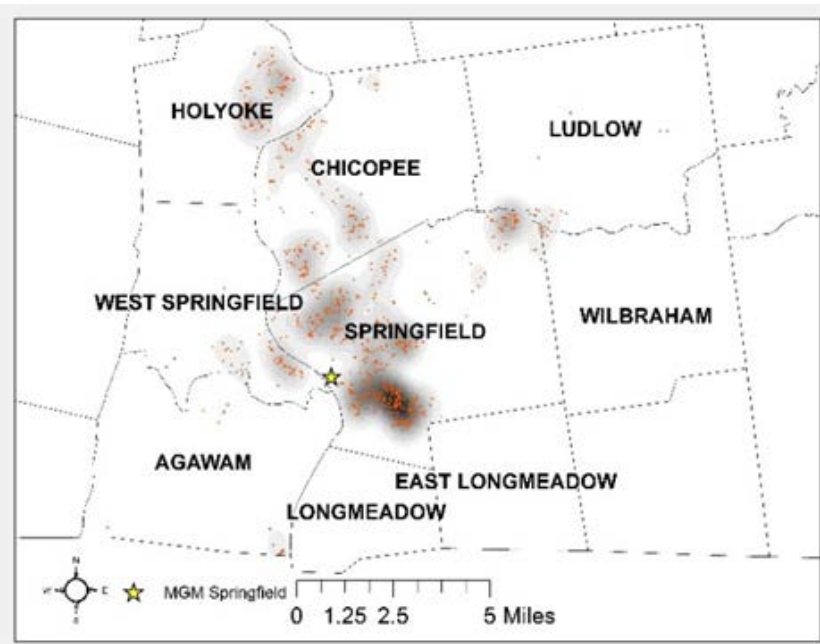 HOLYOKE
LUDLOW
CHICOPEE
WEST SPRINGFIELD
WILBRAHAM
SPRINGFIELD
AGAWAM
EAST LONGMEADOW
LONGMEADOW
N
W E
S
MGM Springfield
0 1.25 2.5 5 Miles